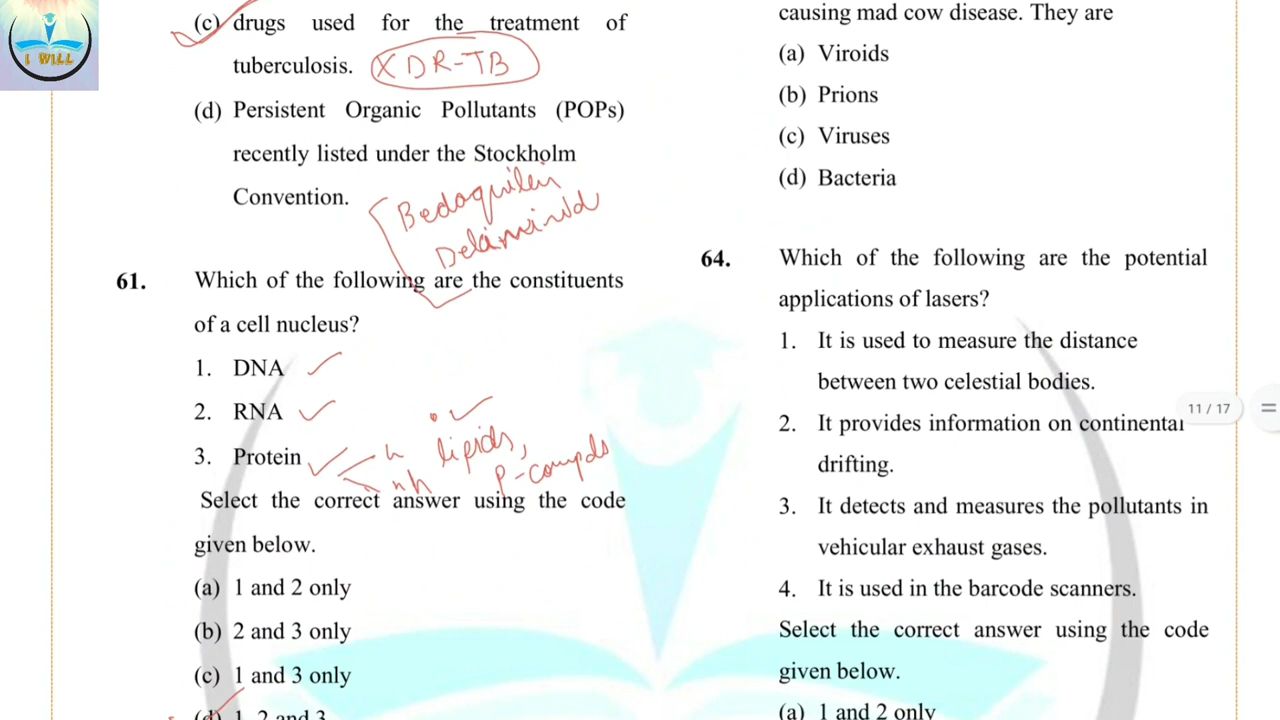 I WILL
(c) drugs used for the treatment of
tuberculosis. XDR-TB
(d) Persistent Organic Pollutants (POPs)
recently listed under the Stockholm
Convention.
Bedaquilin
Delaminid
61. Which of the following are the constituents
of a cell nucleus?
1. DNA
2. RNA
3. Protein h lipids,
nh P-compds
Select the correct answer using the code
given below.
(a) 1 and 2 only
(b) 2 and 3 only
(c) 1 and 3 only
(d) 1, 2 and 3
causing mad cow disease. They are
(a) Viroids
(b) Prions
(c) Viruses
(d) Bacteria
64. Which of the following are the potential
applications of lasers?
1. It is used to measure the distance
between two celestial bodies.
2. It provides information on continental
drifting.
3. It detects and measures the pollutants in
vehicular exhaust gases.
4. It is used in the barcode scanners.
Select the correct answer using the code
given below.
(a) 1 and 2 only
11 / 17